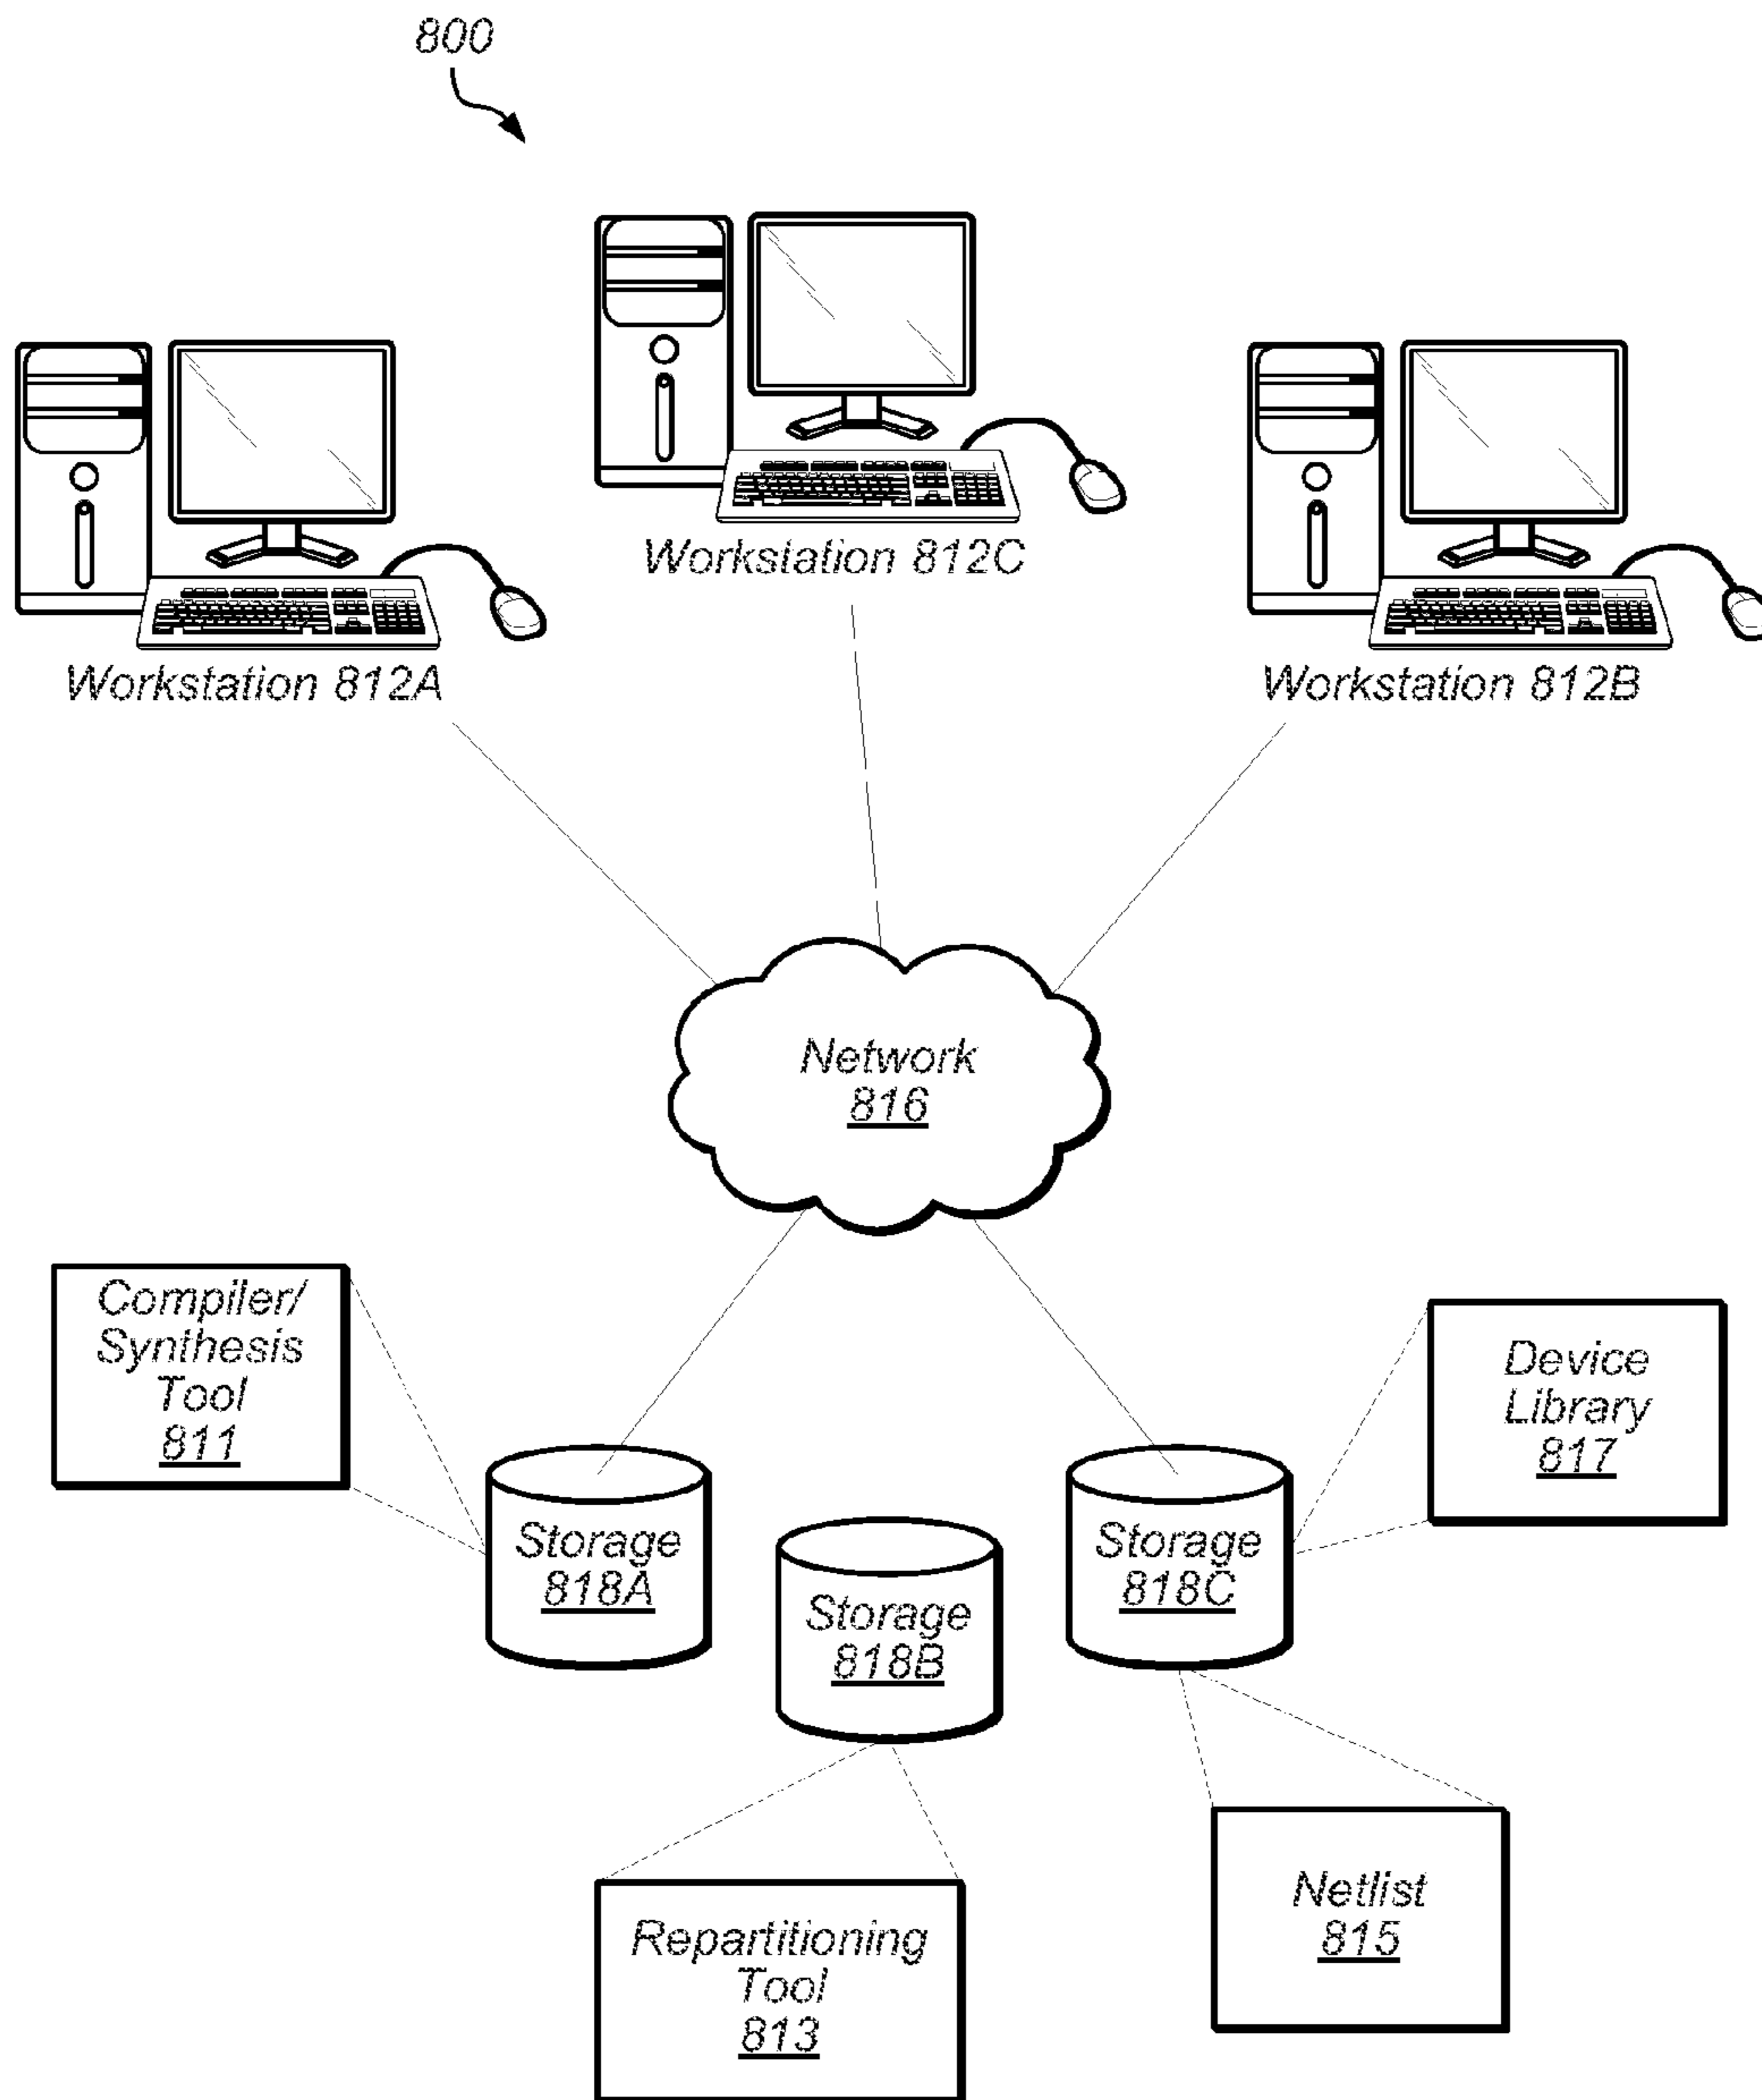 800
Workstation 812C
Workstation 812A
Workstation 812B
Network
816
Compiler/
Synthesis
Tool
811
Device
Library
817
Storage
818A
Storage
818B
Storage
818C
Repartitioning
Tool
813
Netlist
815